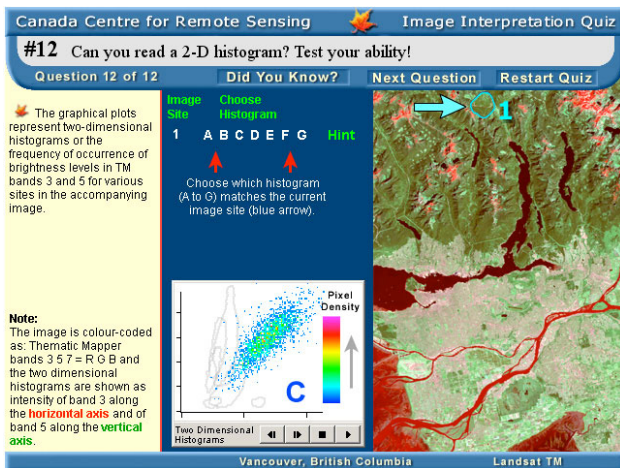 Canada Centre for Remote Sensing Image Interpretation Quiz
#12 Can you read a 2-D histogram? Test your ability!
Question 12 of 12 Did You Know? Next Question Restart Quiz
The graphical plots
represent two-dimensional
histograms or the
frequency of occurrence of
brightness levels in TM
bands 3 and 5 for various
sites in the accompanying
image.
Note:
The image is colour-coded
as: Thematic Mapper
bands 3 5 7 = R G B and
the two dimensional
histograms are shown as
intensity of band 3 along
the horizontal axis and of
band 5 along the vertical
axis.
Image Choose
Site Histogram
1 A B C D E F G Hint
Choose which histogram
(A to G) matches the current
image site (blue arrow).
Pixel
Density
C
Two Dimensional
Histograms
1
Vancouver, British Columbia Landsat TM